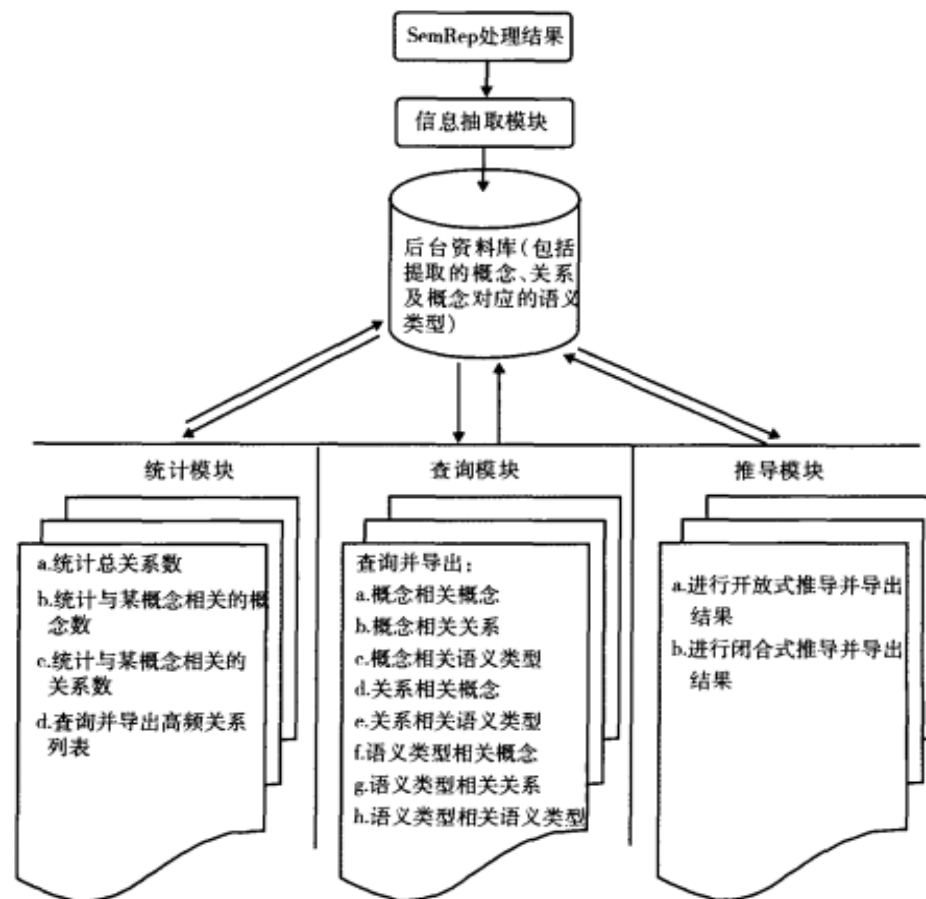 SemRep处理结果
信息抽取模块
后台资料库(包括
提取的概念、关系
及概念对应的语义
类型)
统计模块
a.统计总关系数
b.统计与某概念相关的概
念数
c.统计与某概念相关的
关系数
d.查询并导出高频关系
列表
查询模块
查询并导出:
a.概念相关概念
b.概念相关关系
c.概念相关语义类型
d.关系相关概念
e.关系相关语义类型
f.语义类型相关概念
g.语义类型相关关系
h.语义类型相关语义类型
推导模块
a.进行开放式推导并导出
结果
b.进行闭合式推导并导出
结果